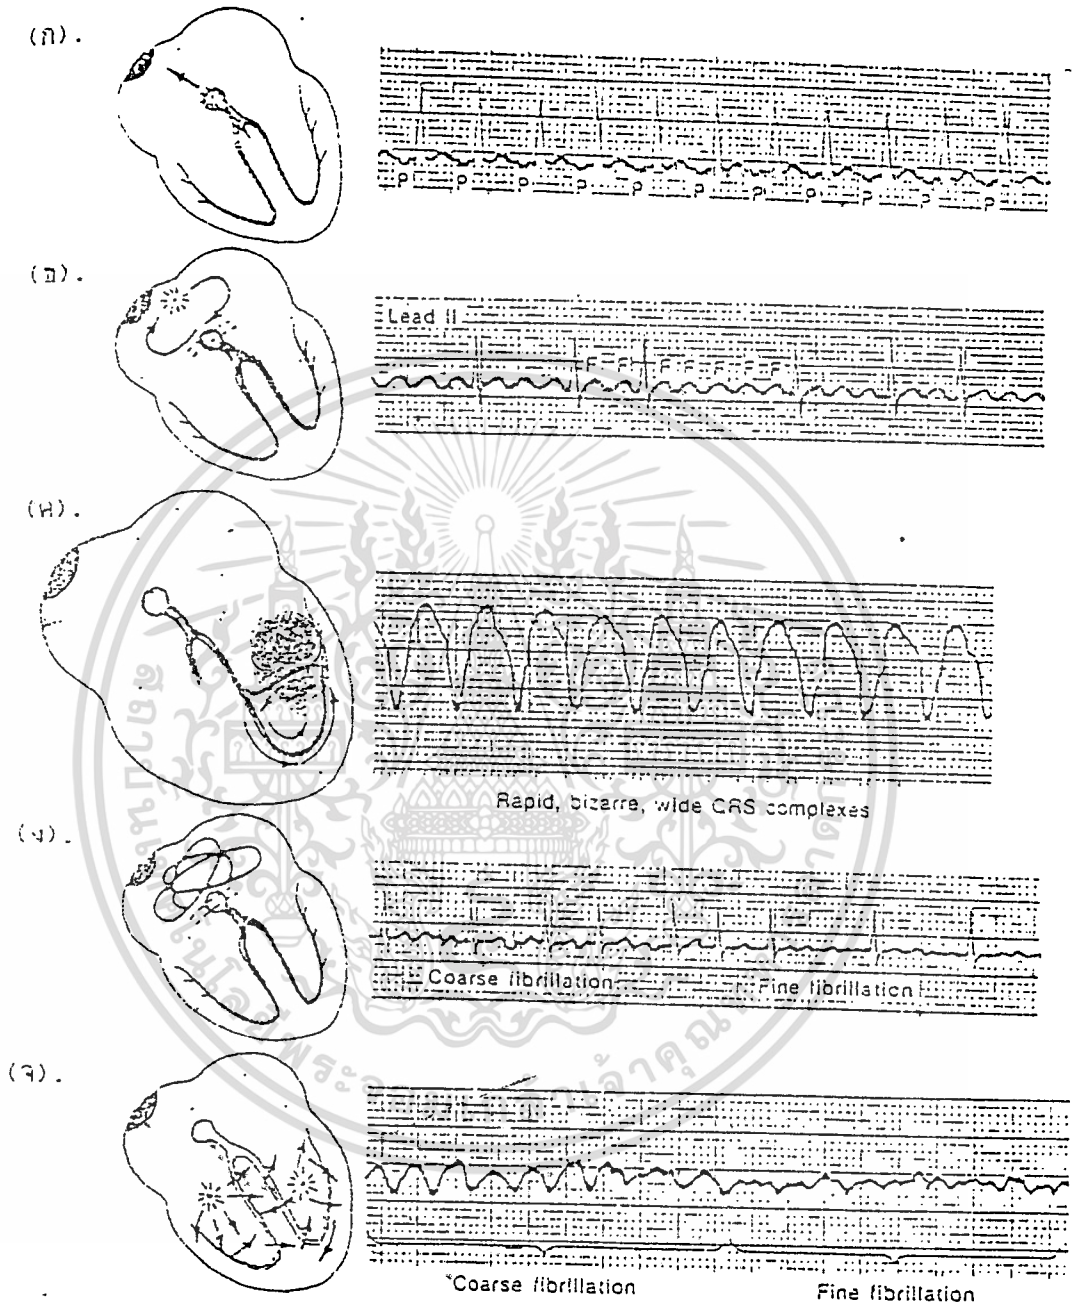 (ก).
P P P P P P P P P P P
(ข).
Lead II
F F F F F F F
(ค).
Rapid, bizarre, wide QRS complexes
(ง).
Coarse fibrillation Fine fibrillation
(จ).
Coarse fibrillation Fine fibrillation